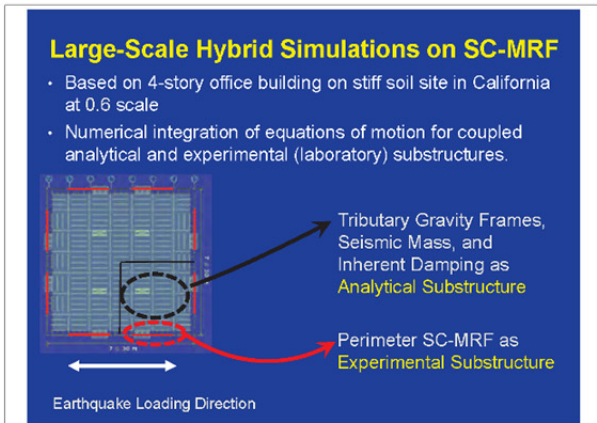 Large-Scale Hybrid Simulations on SC-MRF
• Based on 4-story office building on stiff soil site in California
at 0.6 scale
• Numerical integration of equations of motion for coupled
analytical and experimental (laboratory) substructures.
Tributary Gravity Frames,
Seismic Mass, and
Inherent Damping as
Analytical Substructure
Perimeter SC-MRF as
Experimental Substructure
Earthquake Loading Direction